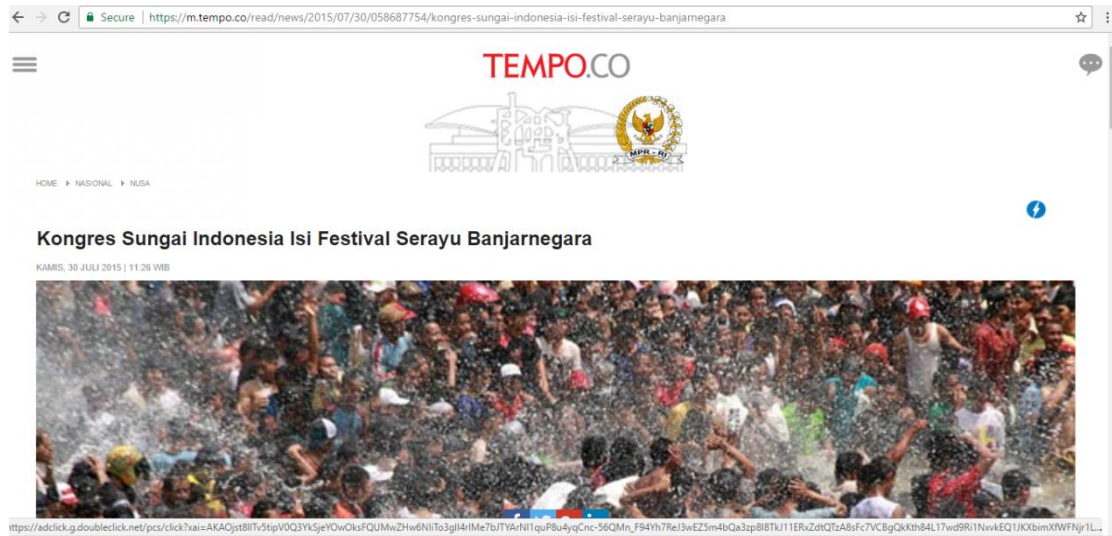 Secure | https://m.tempo.co/read/news/2015/07/30/058687754/kongres-sungai-indonesia-isi-festival-serayu-banjarnegara
TEMPO.CO
MPR - RI
HOME NASIONAL NUSA
Kongres Sungai Indonesia Isi Festival Serayu Banjarnegara
KAMIS, 30 JULI 2015 | 11:26 WIB